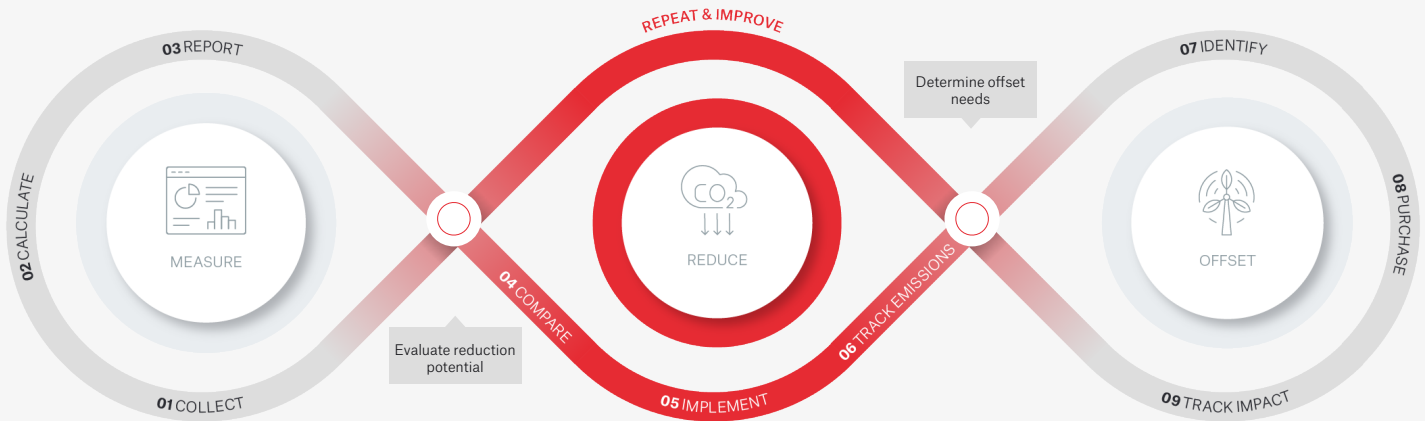 01 COLLECT
02 CALCULATE
03 REPORT
MEASURE
Evaluate reduction
potential
04 COMPARE
05 IMPLEMENT
06 TRACK EMISSIONS
REPEAT & IMPROVE
CO2
REDUCE
Determine offset
needs
07 IDENTIFY
08 PURCHASE
09 TRACK IMPACT
OFFSET